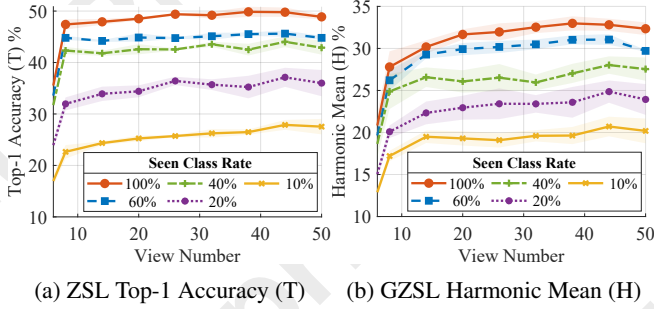 Top-1 Accuracy (T) %
50
40
30
20
10
10 20 30 40 50
View Number
Seen Class Rate
100% 40% 10%
60% 20%
(a) ZSL Top-1 Accuracy (T)
Harmonic Mean (H) %
35
30
25
20
15
10
10 20 30 40 50
View Number
Seen Class Rate
100% 40% 10%
60% 20%
(b) GZSL Harmonic Mean (H)